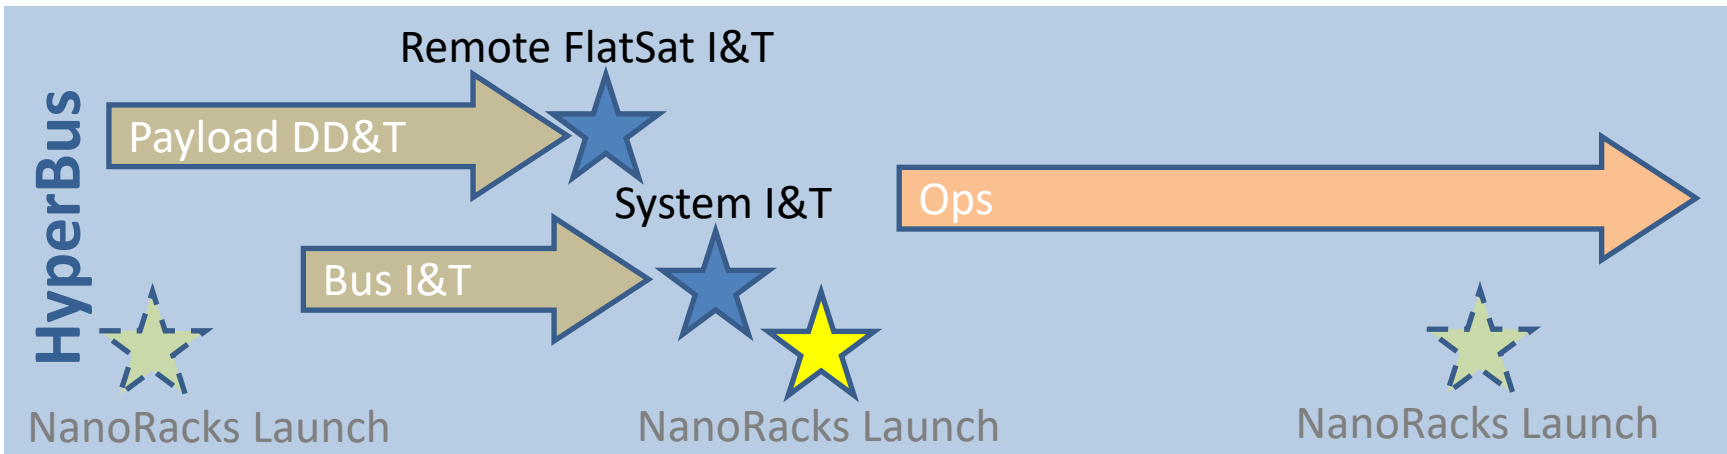 HyperBus
Remote FlatSat I&T
Payload DD&T
System I&T
Ops
Bus I&T
NanoRacks Launch
NanoRacks Launch
NanoRacks Launch